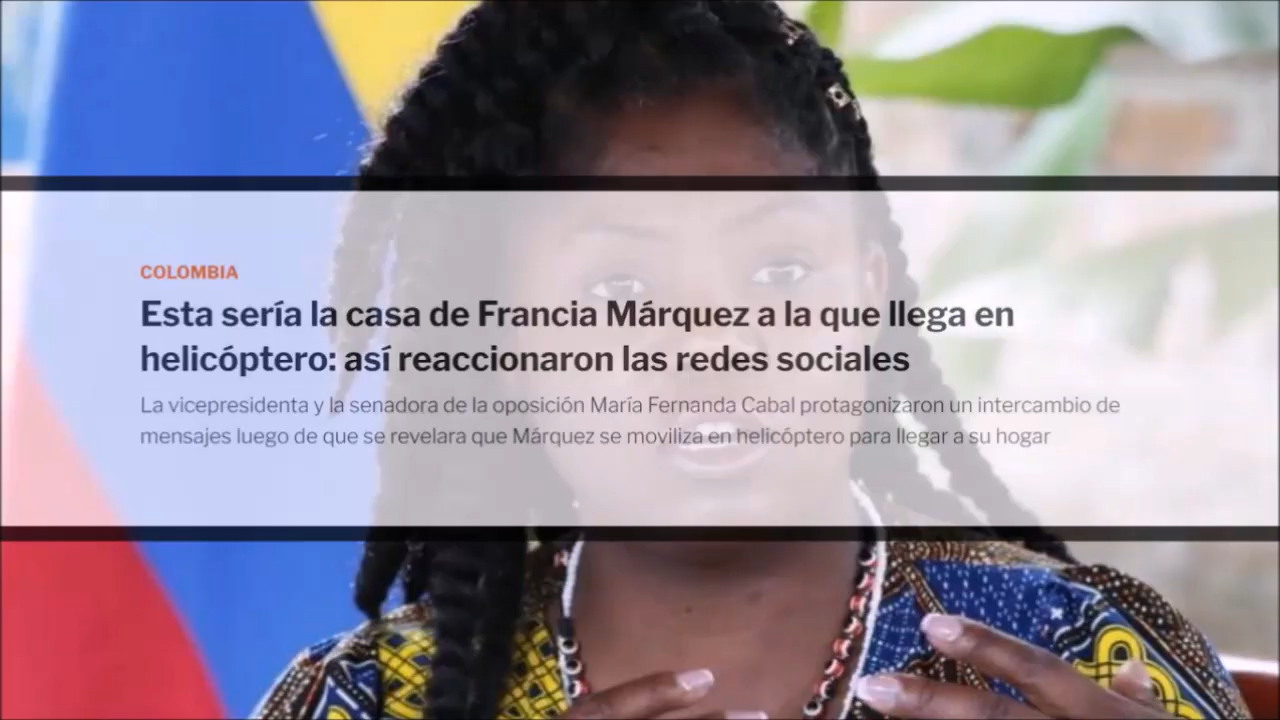 COLOMBIA
Esta sería la casa de Francia Márquez a la que llega en
helicóptero: así reaccionaron las redes sociales
La vicepresidenta y la senadora de la oposición María Fernanda Cabal protagonizaron un intercambio de
mensajes luego de que se revelara que Márquez se moviliza en helicóptero para llegar a su hogar